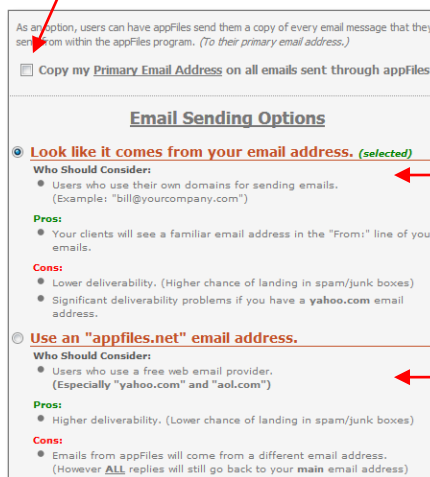 As an option, users can have appFiles send them a copy of every email message that they
send from within the appFiles program. (To their primary email address.)
Copy my Primary Email Address on all emails sent through appFiles
Email Sending Options
Look like it comes from your email address. (selected)
Who Should Consider:
Users who use their own domains for sending emails.
(Example: "bill@yourcompany.com")
Pros:
Your clients will see a familiar email address in the "From:" line of you
emails.
Cons:
Lower deliverability. (Higher chance of landing in spam/junk boxes)
Significant deliverability problems if you have a yahoo.com email
address.
Use an "appfiles.net" email address.
Who Should Consider:
Users who use a free web email provider.
(Especially "yahoo.com" and "aol.com")
Pros:
Higher deliverability. (Lower chance of landing in spam/junk boxes)
Cons:
Emails from appFiles will come from a different email address.
(However ALL replies will still go back to your main email address)